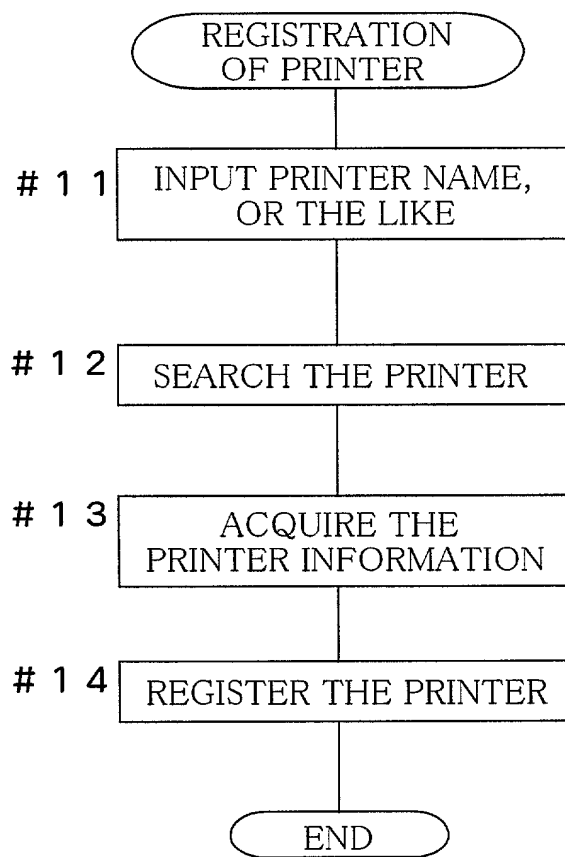 REGISTRATION
OF PRINTER
# 1 1
INPUT PRINTER NAME,
OR THE LIKE
# 1 2
SEARCH THE PRINTER
# 1 3
ACQUIRE THE
PRINTER INFORMATION
# 1 4
REGISTER THE PRINTER
END